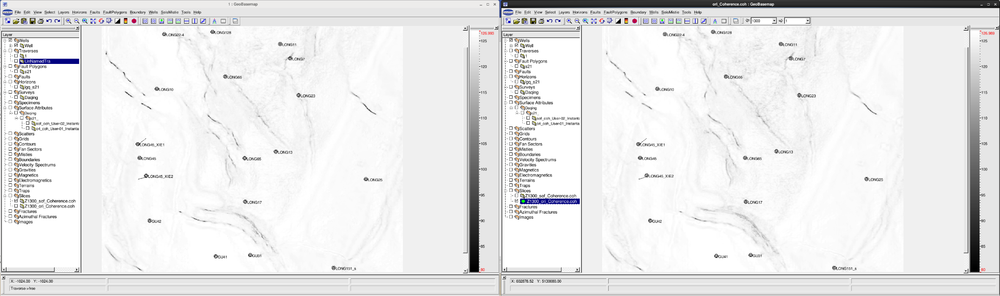 1 : GeoBasemap
File Edit View Select Layers Horizons Faults FaultPolygons Boundary Wells SeisMistie Tools Help
Layer
Wells
Well
Traverses
1
UnNamedTra
Fault Polygons
s21
Faults
Horizons
lgq_s21
Surveys
Daqing
Specimens
Surface Attributes
Daqing
s21_
sof_coh_User-02_Instanta
ori_coh_User-01_Instanta
Scatters
Grids
Contours
Fan Sectors
Misties
Boundaries
Velocity Spectrums
Gravities
Magnetics
Electromagnetics
Terrains
Traps
Slices
Z1300_sof_Coherence.coh
Z1300_ori_Coherence.coh
Fractures
Azimuthal Fractures
Images
LONG22-4
LONG128
LONG11
LONG7
LONG66
LONG10
LONG23
LONG45_XIE1
LONG13
LONG45
LONG65
LONG45_XIE2
LONG25
LONG17
GU42
GU41
GU31
LONG151_s
126.993
125
120
115
110
105
100
95
90
85
80
X: -1024.00 Y: -1024.00
Traverse->free
ori_Coherence.coh : GeoBasemap
File Edit View Select Layers Horizons Faults FaultPolygons Boundary Wells SeisMistie Tools Help
1300
1
Layer
Wells
Well
Traverses
1
Fault Polygons
s21
Faults
Horizons
lgq_s21
Surveys
Daqing
Specimens
Surface Attributes
Daqing
s21_
sof_coh_User-02_Instanta
ori_coh_User-01_Instanta
Scatters
Grids
Contours
Fan Sectors
Misties
Boundaries
Velocity Spectrums
Gravities
Magnetics
Electromagnetics
Terrains
Traps
Slices
Z1300_sof_Coherence.coh
Z1300_ori_Coherence.coh
Fractures
Azimuthal Fractures
Images
LONG22-4
LONG128
LONG11
LONG7
LONG66
LONG10
LONG23
LONG45_XIE1
LONG13
LONG45
LONG65
LONG45_XIE2
LONG25
LONG17
GU42
GU41
GU31
LONG151_s
126.989
125
120
115
110
105
100
95
90
85
80
X: 602878.52 Y: 5130080.00